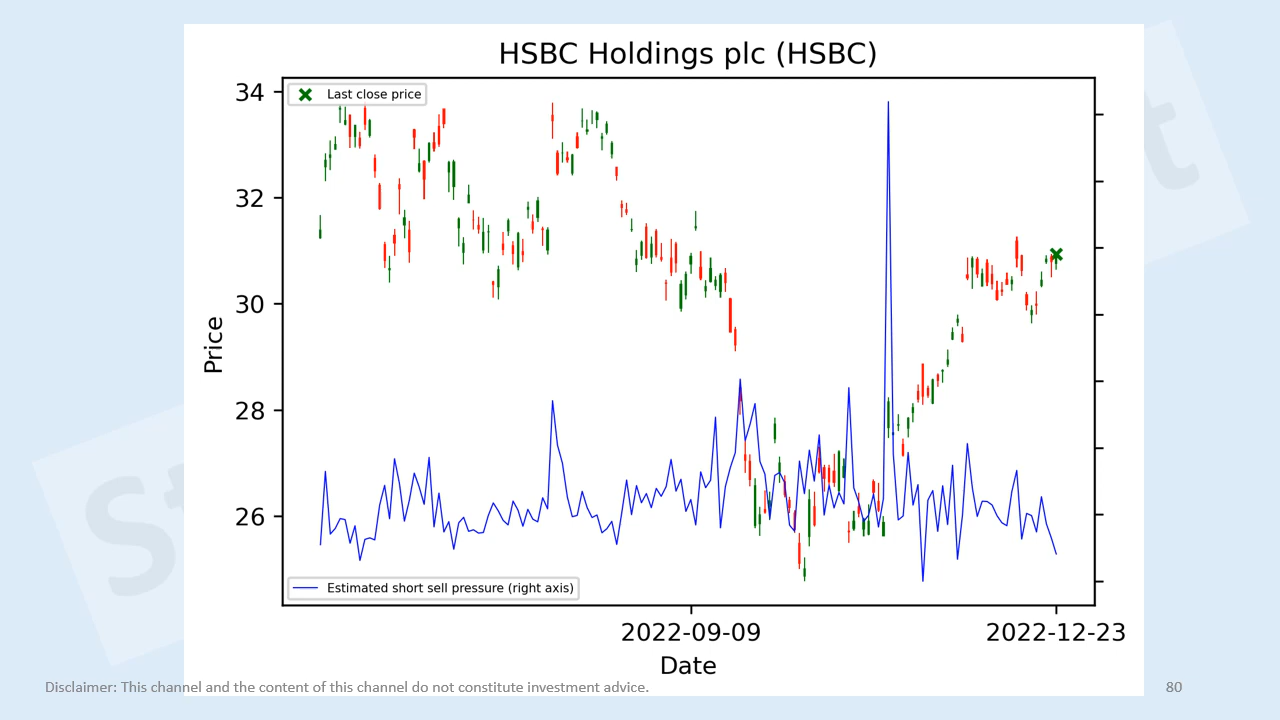 HSBC Holdings plc (HSBC)
Last close price
34
32
30
28
26
Price
Estimated short sell pressure (right axis)
2022-09-09
2022-12-23
Date
Disclaimer: This channel and the content of this channel do not constitute investment advice.
80